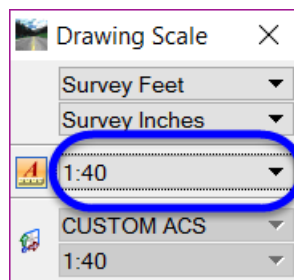 Drawing Scale
Survey Feet
Survey Inches
A 1:40
CUSTOM ACS
1:40